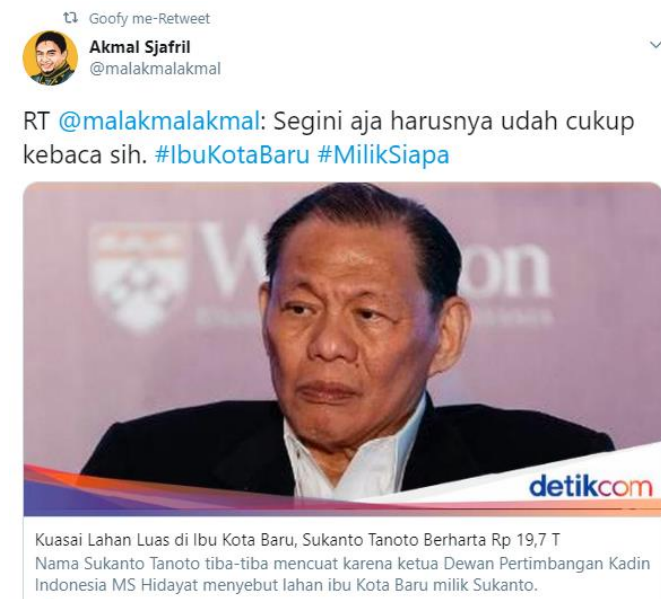 Goofy me-Retweet
Akmal Sjafril
@malakmalakmal
RT @malakmalakmal: Segini aja harusnya udah cukup
kebaca sih. #IbuKotaBaru #MilikSiapa
W on
detikcom
Kuasai Lahan Luas di Ibu Kota Baru, Sukanto Tanoto Berharta Rp 19,7 T
Nama Sukanto Tanoto tiba-tiba mencuat karena ketua Dewan Pertimbangan Kadin
Indonesia MS Hidayat menyebut lahan ibu Kota Baru milik Sukanto.